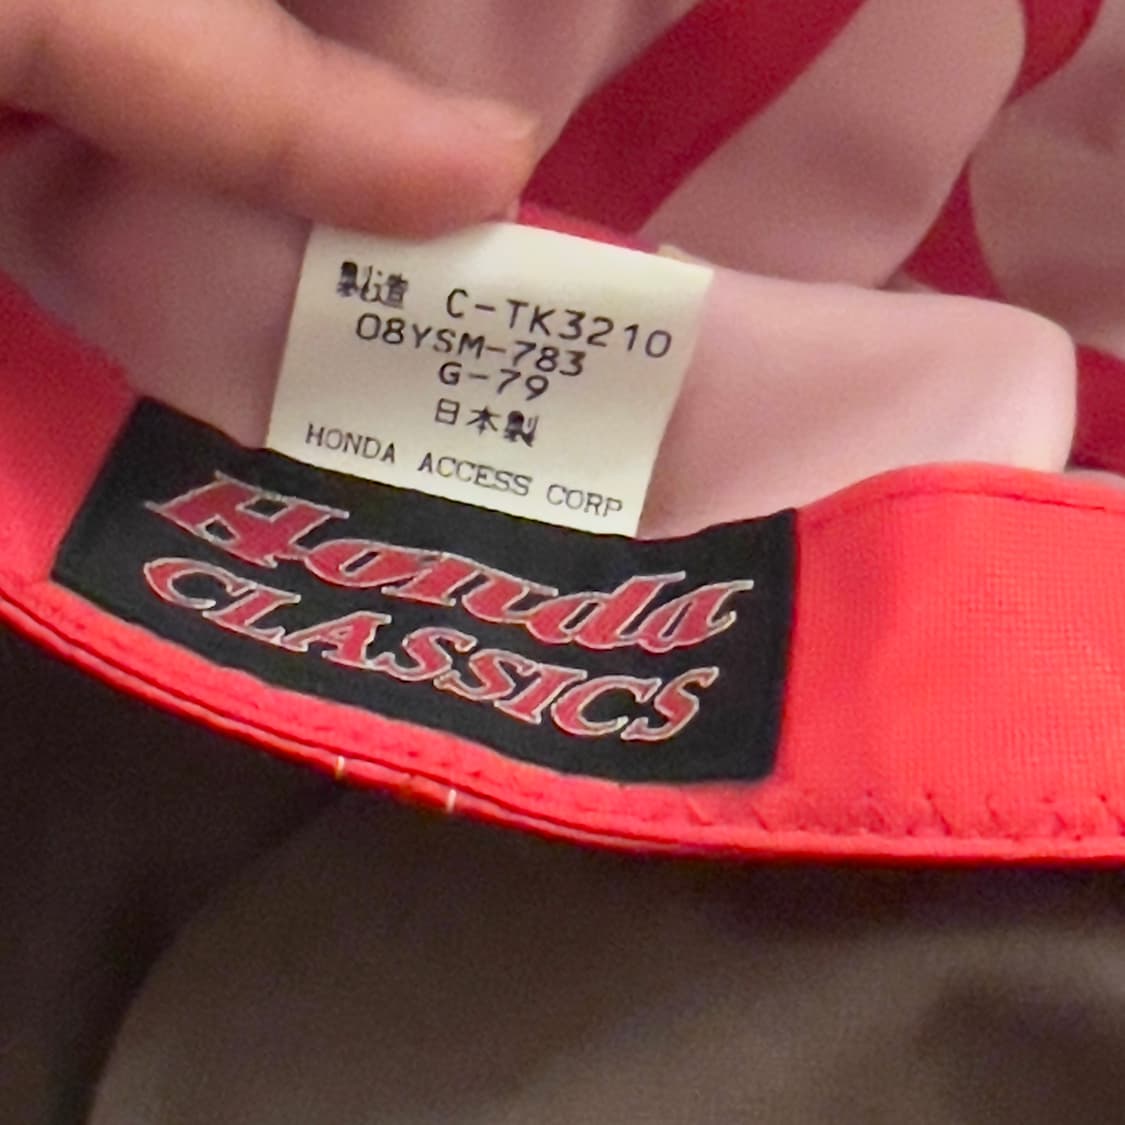 製造 C-TK3210
08YSM-783
G-79
日本製
HONDA ACCESS CORP
Honda
CLASSICS